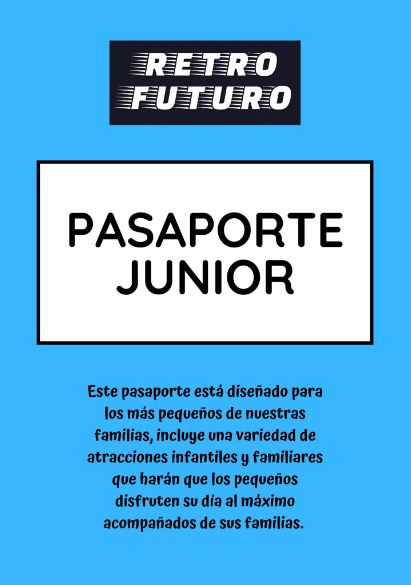 RETRO
FUTURO
PASAPORTE
JUNIOR
Este pasaporte está diseñado para
los más pequeños de nuestras
familias, incluye una variedad de
atracciones infantiles y familiares
que harán que los pequeños
disfruten su día al máximo
acompañados de sus familias.